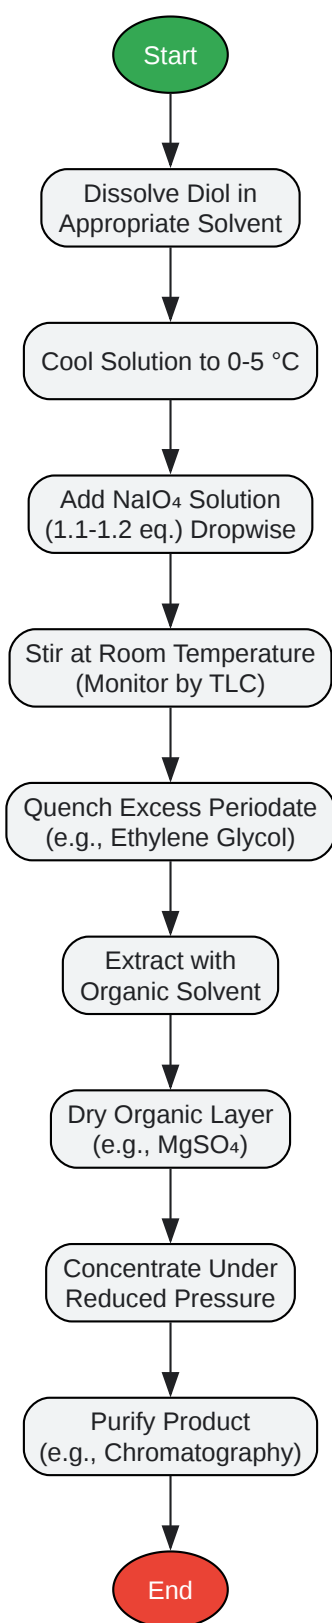 Start
Dissolve Diol in
Appropriate Solvent
Cool Solution to 0-5 °C
Add NaIO₄ Solution
(1.1-1.2 eq.) Dropwise
Stir at Room Temperature
(Monitor by TLC)
Quench Excess Periodate
(e.g., Ethylene Glycol)
Extract with
Organic Solvent
Dry Organic Layer
(e.g., MgSO₄)
Concentrate Under
Reduced Pressure
Purify Product
(e.g., Chromatography)
End